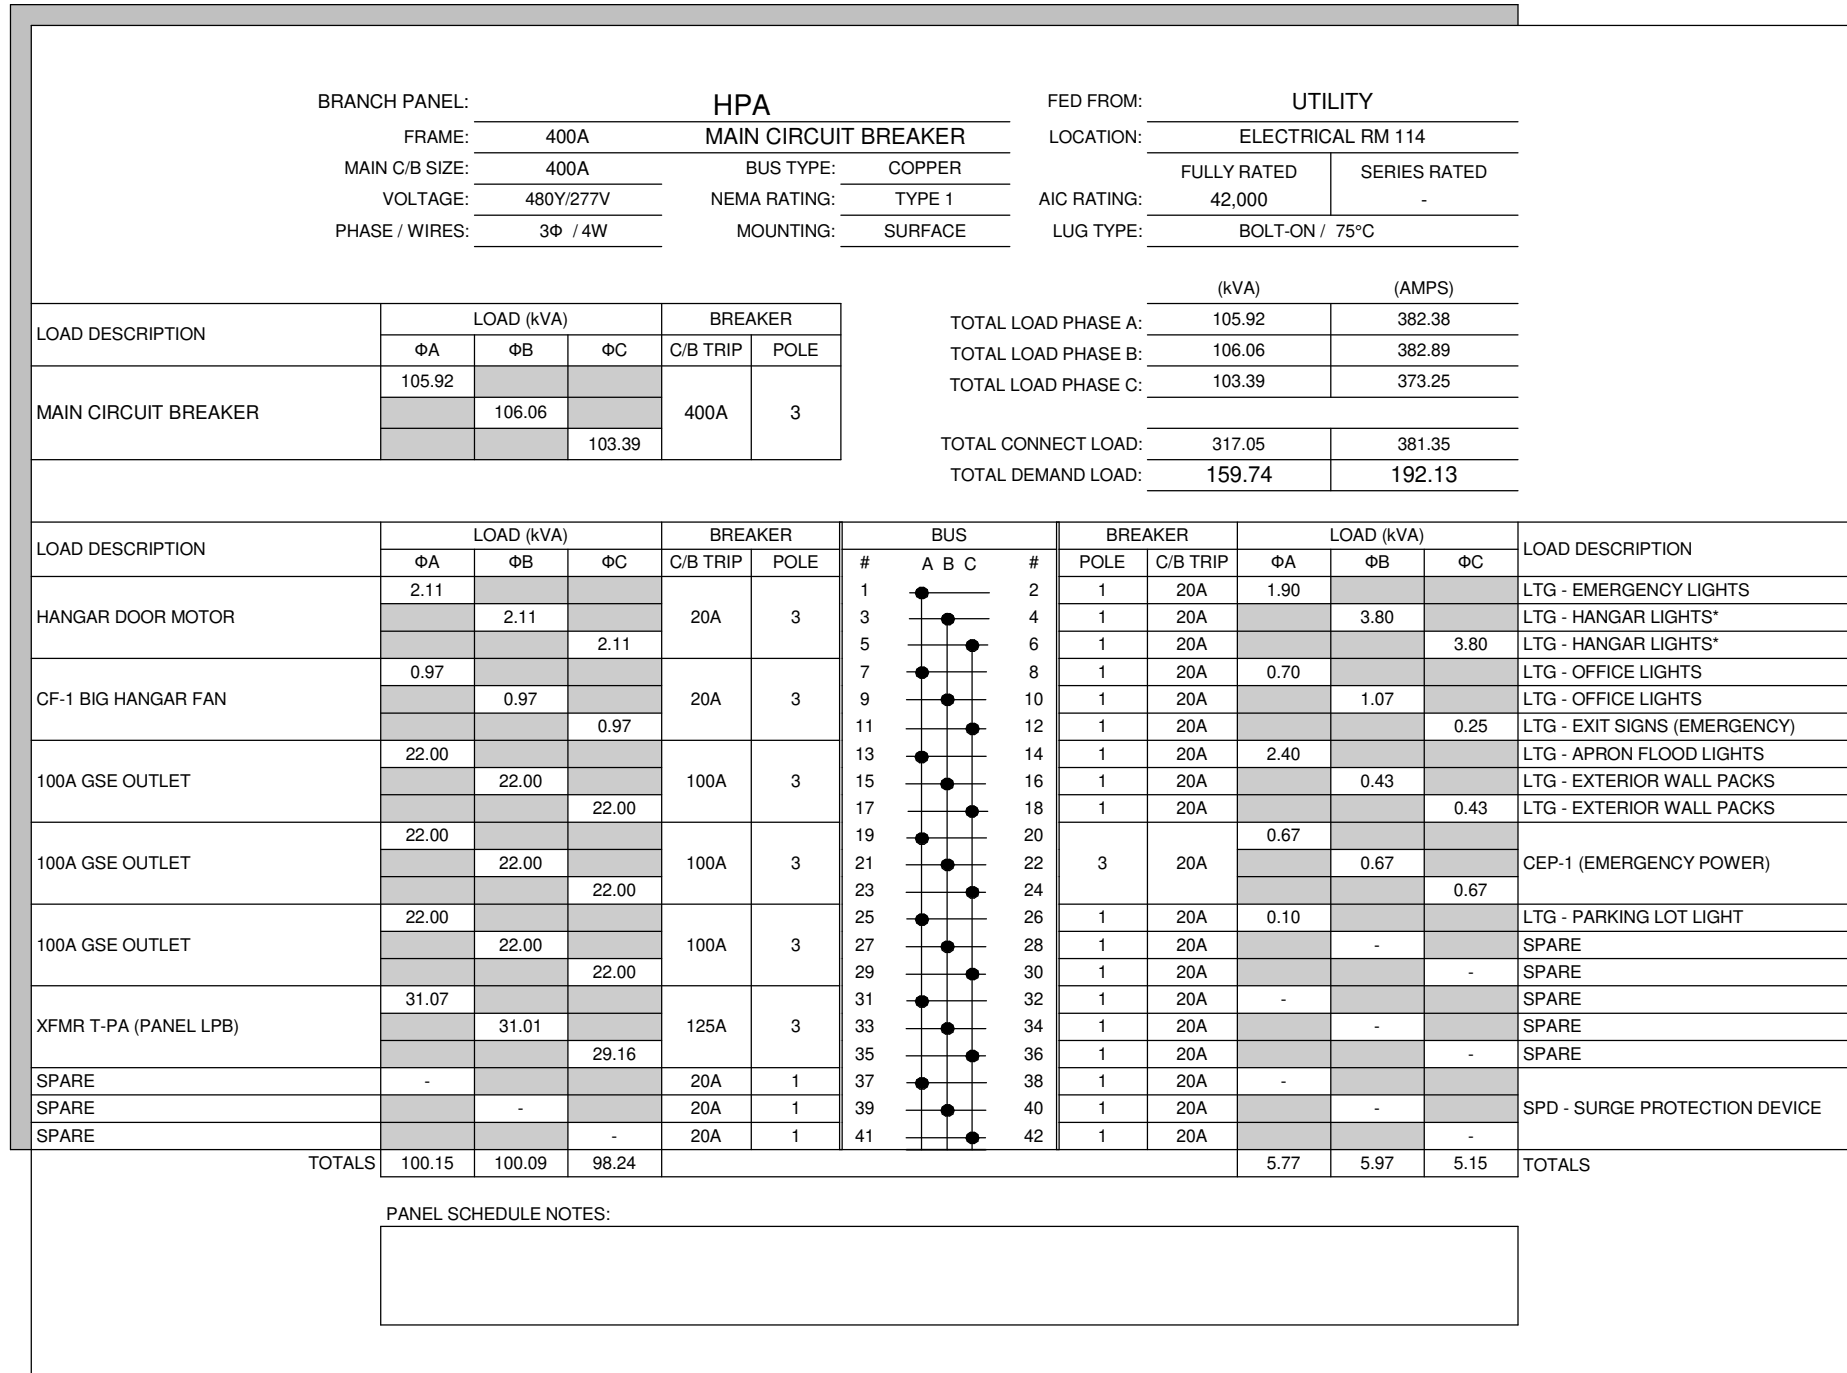 BRANCH PANEL: HPA FED FROM: UTILITY
FRAME: 400A MAIN CIRCUIT BREAKER LOCATION: ELECTRICAL RM 114
MAIN C/B SIZE: 400A BUS TYPE: COPPER FULLY RATED SERIES RATED
VOLTAGE: 480Y/277V NEMA RATING: TYPE 1 AIC RATING: 42,000 -
PHASE / WIRES: 3Φ / 4W MOUNTING: SURFACE LUG TYPE: BOLT-ON / 75°C
(kVA) (AMPS)
LOAD DESCRIPTION LOAD (kVA) BREAKER
ΦA ΦB ΦC C/B TRIP POLE
MAIN CIRCUIT BREAKER 105.92 106.06 103.39 400A 3
TOTAL LOAD PHASE A: 105.92 382.38
TOTAL LOAD PHASE B: 106.06 382.89
TOTAL LOAD PHASE C: 103.39 373.25
TOTAL CONNECT LOAD: 317.05 381.35
TOTAL DEMAND LOAD: 159.74 192.13
LOAD DESCRIPTION LOAD (kVA) BREAKER BUS BREAKER LOAD (kVA) LOAD DESCRIPTION
ΦA ΦB ΦC C/B TRIP POLE # A B C # POLE C/B TRIP ΦA ΦB ΦC
2.11 1 2 1 20A 1.90 LTG - EMERGENCY LIGHTS
HANGAR DOOR MOTOR 2.11 20A 3 3 4 1 20A 3.80 LTG - HANGAR LIGHTS*
2.11 5 6 1 20A 3.80 LTG - HANGAR LIGHTS*
0.97 7 8 1 20A 0.70 LTG - OFFICE LIGHTS
CF-1 BIG HANGAR FAN 0.97 20A 3 9 10 1 20A 1.07 LTG - OFFICE LIGHTS
0.97 11 12 1 20A 0.25 LTG - EXIT SIGNS (EMERGENCY)
22.00 13 14 1 20A 2.40 LTG - APRON FLOOD LIGHTS
100A GSE OUTLET 22.00 100A 3 15 16 1 20A 0.43 LTG - EXTERIOR WALL PACKS
22.00 17 18 1 20A 0.43 LTG - EXTERIOR WALL PACKS
22.00 19 20 0.67
100A GSE OUTLET 22.00 100A 3 21 22 3 20A 0.67 CEP-1 (EMERGENCY POWER)
22.00 23 24 0.67
22.00 25 26 1 20A 0.10 LTG - PARKING LOT LIGHT
100A GSE OUTLET 22.00 100A 3 27 28 1 20A - SPARE
22.00 29 30 1 20A - SPARE
31.07 31 32 1 20A - SPARE
XFMR T-PA (PANEL LPB) 31.01 125A 3 33 34 1 20A - SPARE
29.16 35 36 1 20A - SPARE
SPARE - 20A 1 37 38 1 20A -
SPARE - 20A 1 39 40 1 20A - SPD - SURGE PROTECTION DEVICE
SPARE - 20A 1 41 42 1 20A -
TOTALS 100.15 100.09 98.24 5.77 5.97 5.15 TOTALS
PANEL SCHEDULE NOTES: